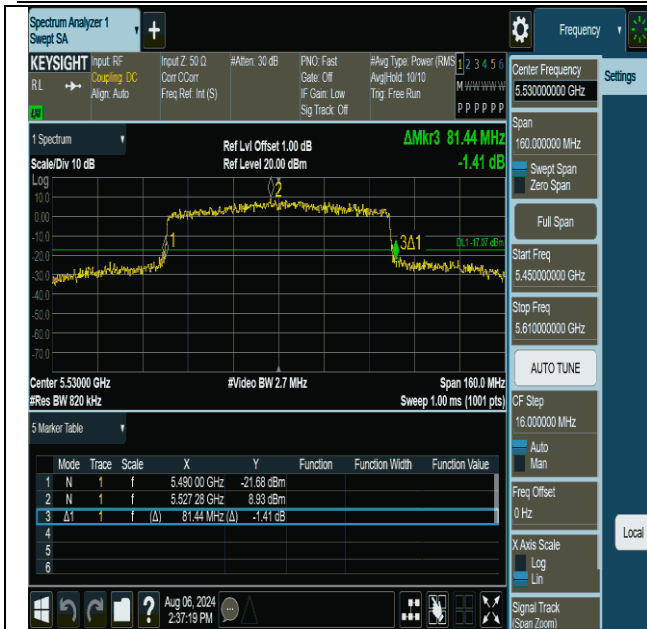 Spectrum Analyzer 1
Swept SA
+
Frequency
KEYSIGHT
RL
LXI
Input: RF
Coupling: DC
Align: Auto
Input Z: 50 Ω
Corr CCorr
Freq Ref: Int (S)
#Atten: 30 dB
PNO: Fast
Gate: Off
IF Gain: Low
Sig Track: Off
#Avg Type: Power (RMS)
Avg|Hold: 10/10
Trig: Free Run
1 2 3 4 5 6
M W W W W W
P P P P P P
1 Spectrum
Scale/Div 10 dB
Log
Ref Lvl Offset 1.00 dB
Ref Level 20.00 dBm
ΔMkr3 81.44 MHz
-1.41 dB
10.0
0.00
-10.0
-20.0
-30.0
-40.0
-50.0
-60.0
-70.0
2
1
3Δ1
DL1 -17.07 dBm
Center 5.53000 GHz
#Video BW 2.7 MHz
Span 160.0 MHz
#Res BW 820 kHz
Sweep 1.00 ms (1001 pts)
5 Marker Table
Mode Trace Scale X Y Function Function Width Function Value
1 N 1 f 5.490 00 GHz -21.68 dBm
2 N 1 f 5.527 28 GHz 8.93 dBm
3 Δ1 1 f (Δ) 81.44 MHz (Δ) -1.41 dB
4
5
6
Aug 06, 2024
2:37:19 PM
Center Frequency
5.530000000 GHz
Settings
Span
160.000000 MHz
Swept Span
Zero Span
Full Span
Start Freq
5.450000000 GHz
Stop Freq
5.610000000 GHz
AUTO TUNE
CF Step
16.000000 MHz
Auto
Man
Freq Offset
0 Hz
X Axis Scale
Log
Lin
Local
Signal Track
(Span Zoom)